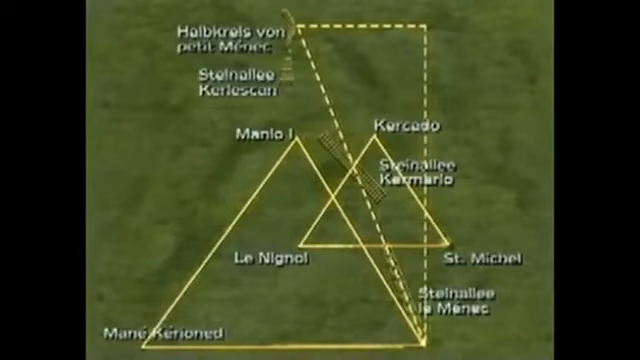 Halbkreis von
petit Ménec
Steinallee
Kerlescan
Manio I
Kercado
Steinallee
Kermario
Le Nignol
St. Michel
Steinallee
le Ménec
Mané Kérioned